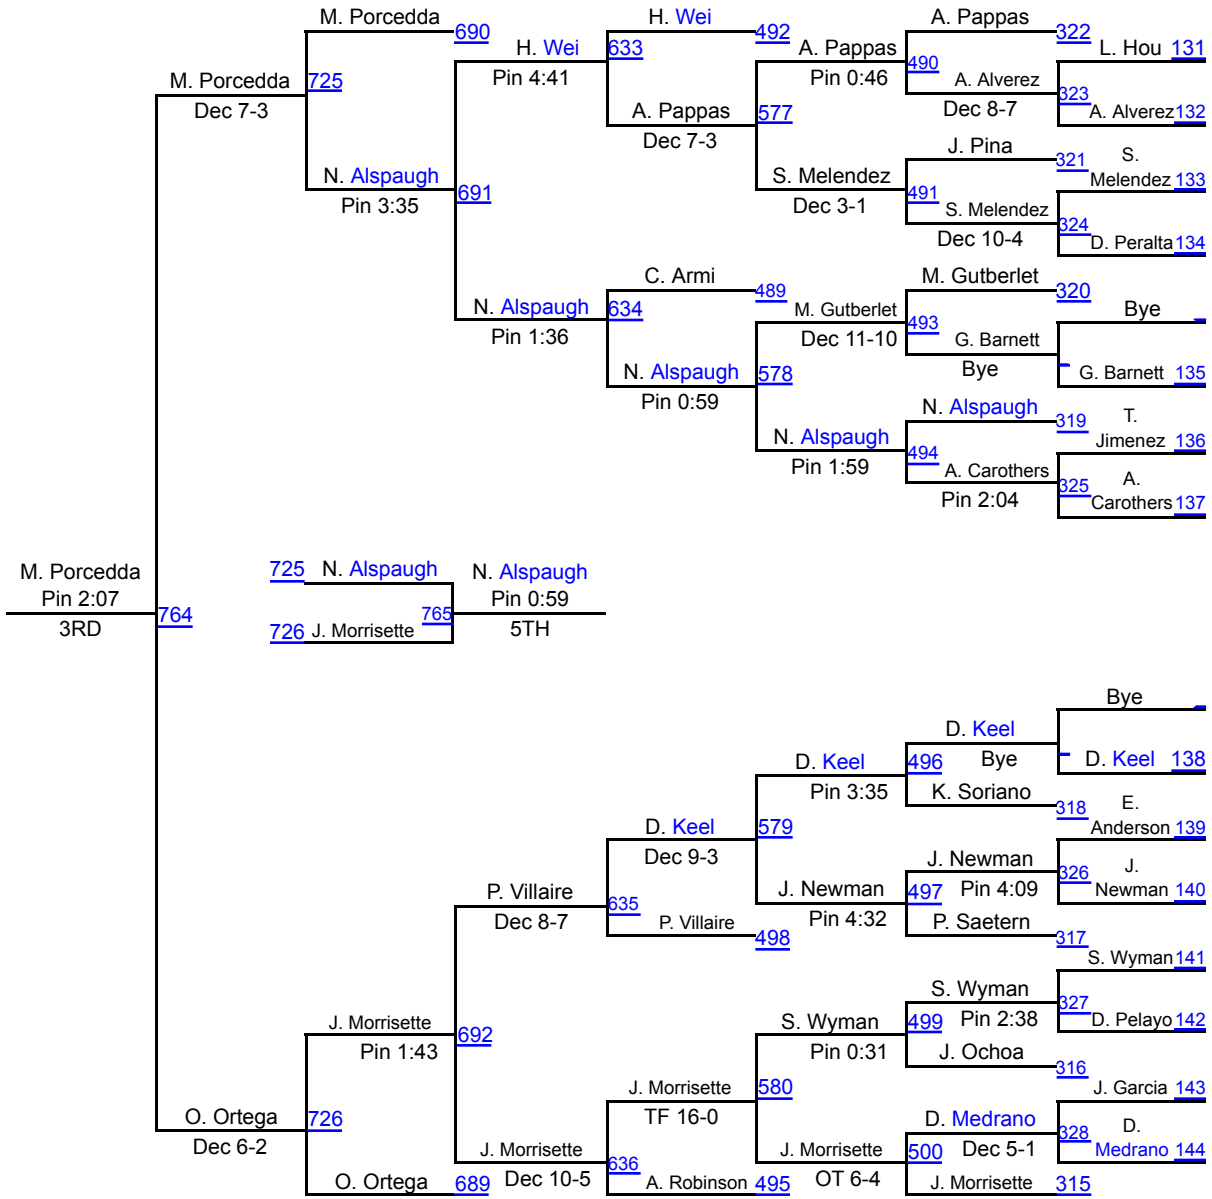 M. Porcedda
H. Wei
A. Pappas
690
492
322
L. Hou 131
H. Wei
633
A. Pappas
490
Pin 4:41
Pin 0:46
A. Alverez
323
M. Porcedda
725
Dec 8-7
A. Alverez 132
Dec 7-3
A. Pappas
577
Dec 7-3
J. Pina
321
S.
Melendez 133
N. Alspaugh
691
S. Melendez
491
Pin 3:35
Dec 3-1
S. Melendez
324
Dec 10-4
D. Peralta 134
C. Armi
489
M. Gutberlet
320
N. Alspaugh
634
M. Gutberlet
493
Bye
Pin 1:36
Dec 11-10
G. Barnett
N. Alspaugh
578
Bye
G. Barnett 135
Pin 0:59
N. Alspaugh
319
T.
Jimenez 136
N. Alspaugh
494
Pin 1:59
A. Carothers
325
A.
Pin 2:04
Carothers 137
M. Porcedda
725 N. Alspaugh
N. Alspaugh
Pin 2:07
Pin 0:59
764
765
3RD
726 J. Morrisette
5TH
Bye
D. Keel
D. Keel
496
Bye
D. Keel 138
Pin 3:35
K. Soriano
318
E.
D. Keel
579
Anderson 139
Dec 9-3
J. Newman
326
J.
P. Villaire
635
J. Newman
497
Pin 4:09
Newman 140
Dec 8-7
P. Villaire
498
Pin 4:32
P. Saetern
317
S. Wyman 141
S. Wyman
327
J. Morrisette
692
S. Wyman
499
Pin 2:38
D. Pelayo 142
Pin 1:43
Pin 0:31
J. Ochoa
316
J. Morrisette
580
J. Garcia 143
O. Ortega
726
TF 16-0
D. Medrano
328
D.
Dec 6-2
J. Morrisette
636
J. Morrisette
500
Dec 5-1
Medrano 144
O. Ortega
689
Dec 10-5
A. Robinson
495
OT 6-4
J. Morrisette
315